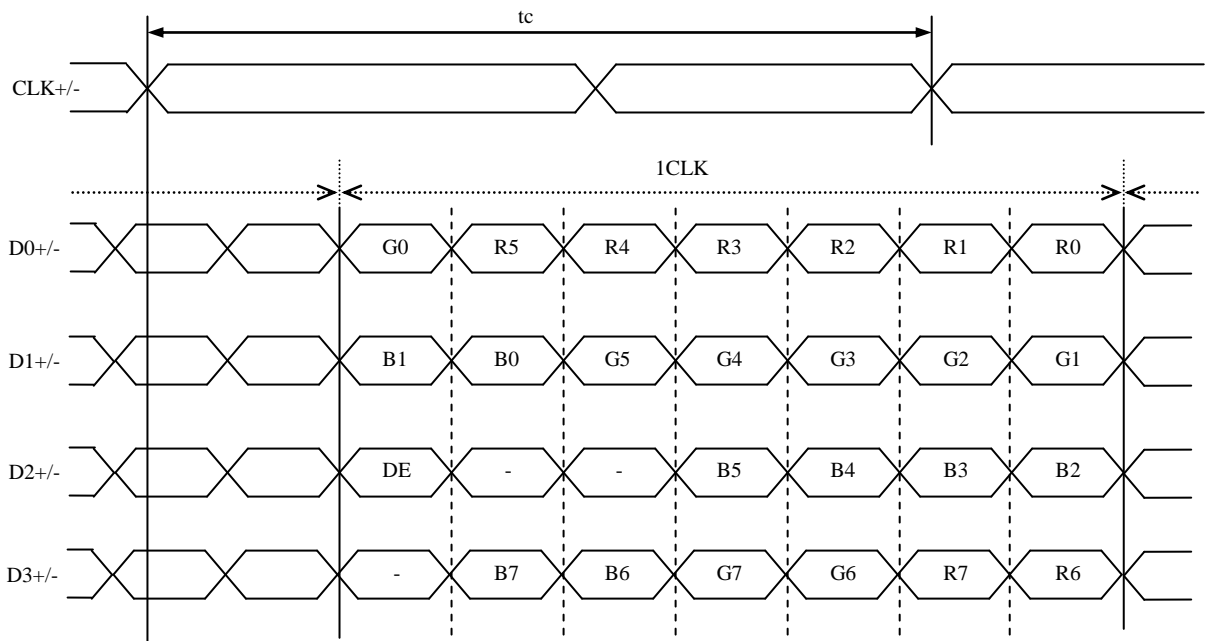 tc
CLK+/-
1CLK
D0+/- G0 R5 R4 R3 R2 R1 R0
D1+/- B1 B0 G5 G4 G3 G2 G1
D2+/- DE - - B5 B4 B3 B2
D3+/- - B7 B6 G7 G6 R7 R6